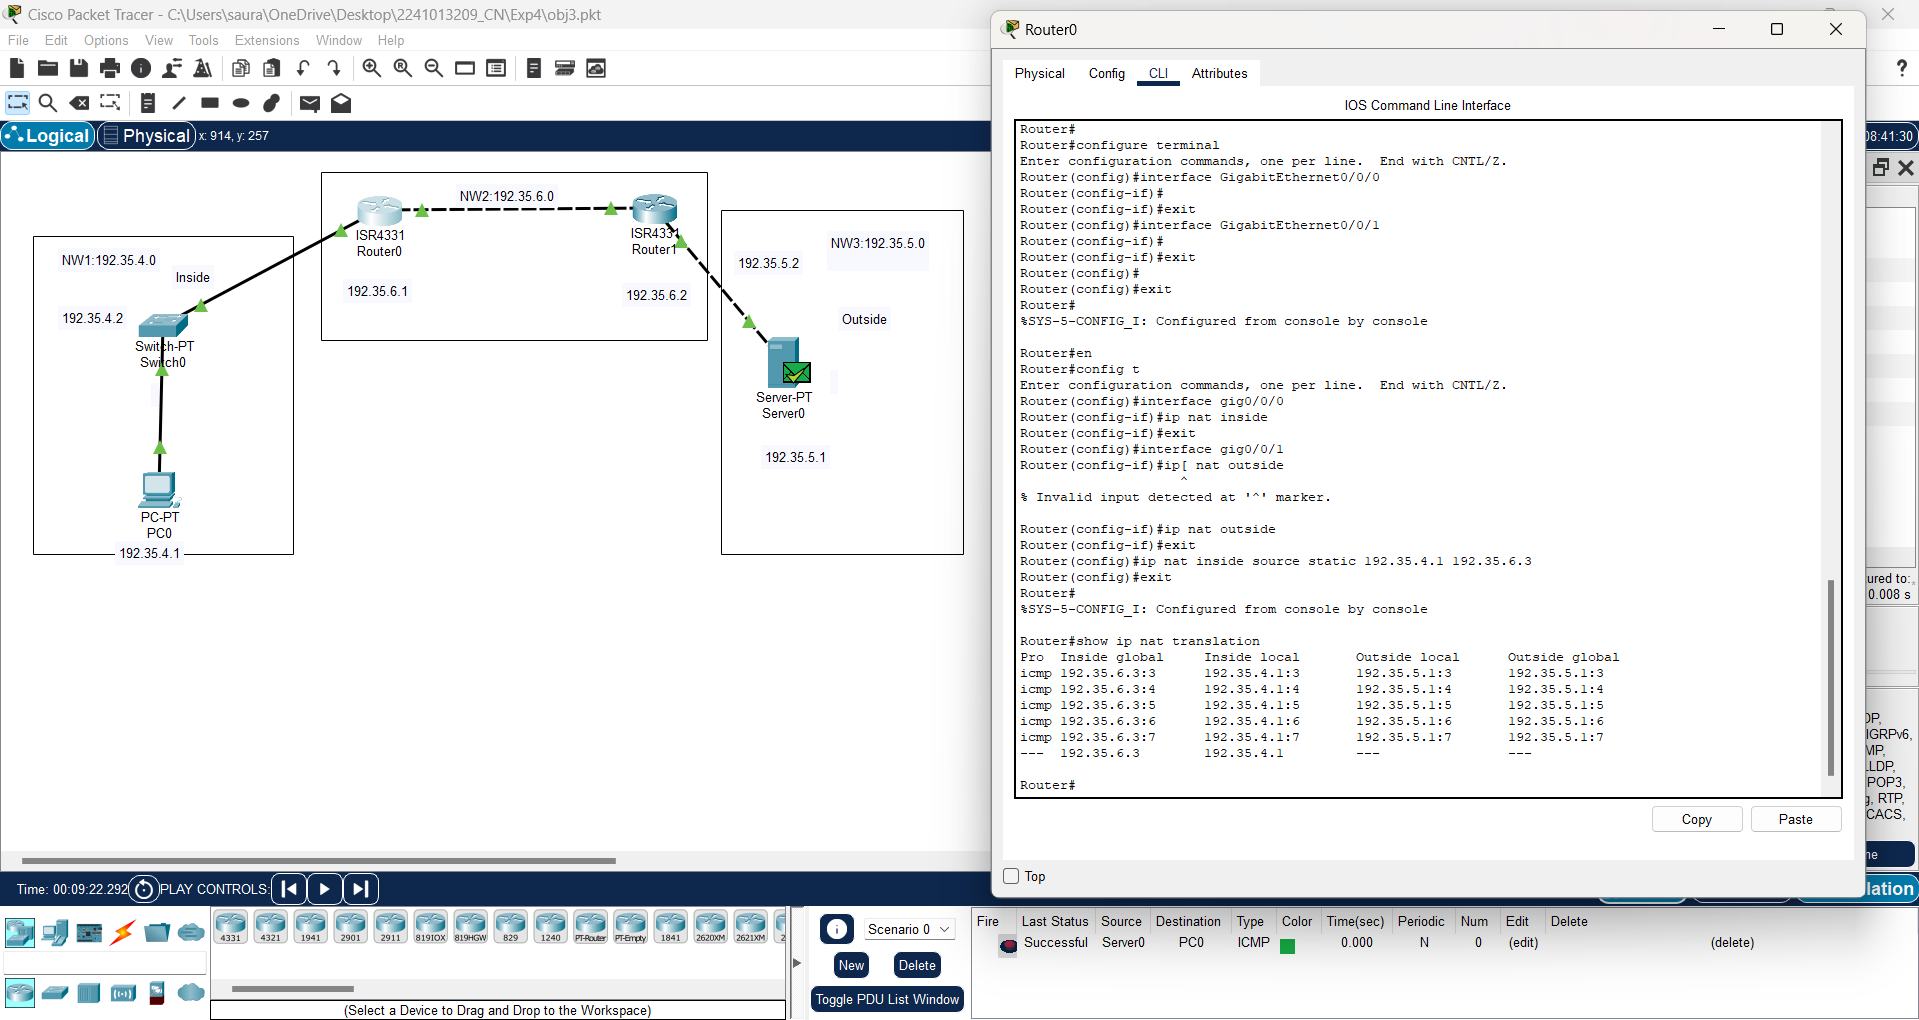 Cisco Packet Tracer - C:\Users\saura\OneDrive\Desktop\2241013209_CN\Exp4\obj3.pkt
File Edit Options View Tools Extensions Window Help
Logical Physical x: 914, y: 257
NW1:192.35.4.0
Inside
192.35.4.2
Switch-PT
Switch0
PC-PT
PC0
192.35.4.1
NW2:192.35.6.0
ISR4331
Router0
192.35.6.1
ISR4331
Router1
192.35.6.2
192.35.5.2
NW3:192.35.5.0
Outside
Server-PT
Server0
192.35.5.1
Router0
Physical Config CLI Attributes
IOS Command Line Interface
Router#
Router#configure terminal
Enter configuration commands, one per line.  End with CNTL/Z.
Router(config)#interface GigabitEthernet0/0/0
Router(config-if)#
Router(config-if)#exit
Router(config)#interface GigabitEthernet0/0/1
Router(config-if)#
Router(config-if)#exit
Router(config)#
Router(config)#exit
Router#
%SYS-5-CONFIG_I: Configured from console by console
Router#en
Router#config t
Enter configuration commands, one per line.  End with CNTL/Z.
Router(config)#interface gig0/0/0
Router(config-if)#ip nat inside
Router(config-if)#exit
Router(config)#interface gig0/0/1
Router(config-if)#ip[ nat outside
^
% Invalid input detected at '^' marker.
Router(config-if)#ip nat outside
Router(config-if)#exit
Router(config)#ip nat inside source static 192.35.4.1 192.35.6.3
Router(config)#exit
Router#
%SYS-5-CONFIG_I: Configured from console by console
Router#show ip nat translation
Pro Inside global Inside local Outside local Outside global
icmp 192.35.6.3:3 192.35.4.1:3 192.35.5.1:3 192.35.5.1:3
icmp 192.35.6.3:4 192.35.4.1:4 192.35.5.1:4 192.35.5.1:4
icmp 192.35.6.3:5 192.35.4.1:5 192.35.5.1:5 192.35.5.1:5
icmp 192.35.6.3:6 192.35.4.1:6 192.35.5.1:6 192.35.5.1:6
icmp 192.35.6.3:7 192.35.4.1:7 192.35.5.1:7 192.35.5.1:7
--- 192.35.6.3 192.35.4.1 --- ---
Router#
Copy Paste
Top
?
08:41:30
ured to:
0.008 s
DP,
IGRPv6,
MP,
LLDP,
POP3,
g, RTP,
CACS,
ne
lation
Time: 00:09:22.292 PLAY CONTROLS:
4331 4321 1941 2901 2911 819IOX 819HGW 829 1240 PT-Router PT-Empty 1841 2620XM 2621XM 2
(Select a Device to Drag and Drop to the Workspace)
Scenario 0
New Delete
Toggle PDU List Window
Fire Last Status Source Destination Type Color Time(sec) Periodic Num Edit Delete
Successful Server0 PC0 ICMP 0.000 N 0 (edit) (delete)